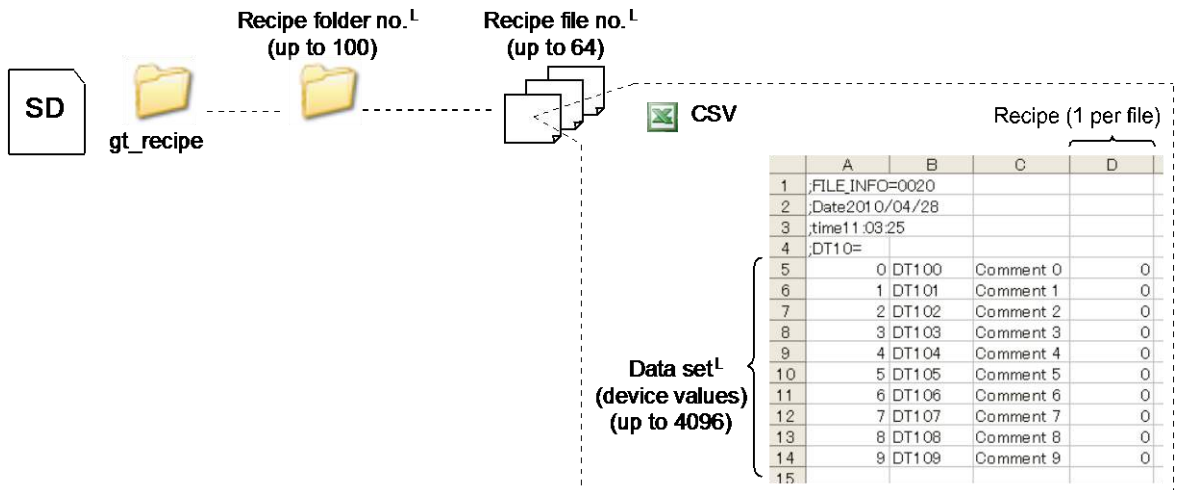 Recipe folder no.L
(up to 100)
Recipe file no.L
(up to 64)
SD
gt_recipe
CSV
Recipe (1 per file)
A B C D
1 ;FILE_INFO=0020
2 ;Date2010/04/28
3 ;time11:03:25
4 ;DT10=
5 0 DT100 Comment 0 0
6 1 DT101 Comment 1 0
7 2 DT102 Comment 2 0
8 3 DT103 Comment 3 0
9 4 DT104 Comment 4 0
10 5 DT105 Comment 5 0
11 6 DT106 Comment 6 0
12 7 DT107 Comment 7 0
13 8 DT108 Comment 8 0
14 9 DT109 Comment 9 0
15
Data setL
(device values)
(up to 4096)